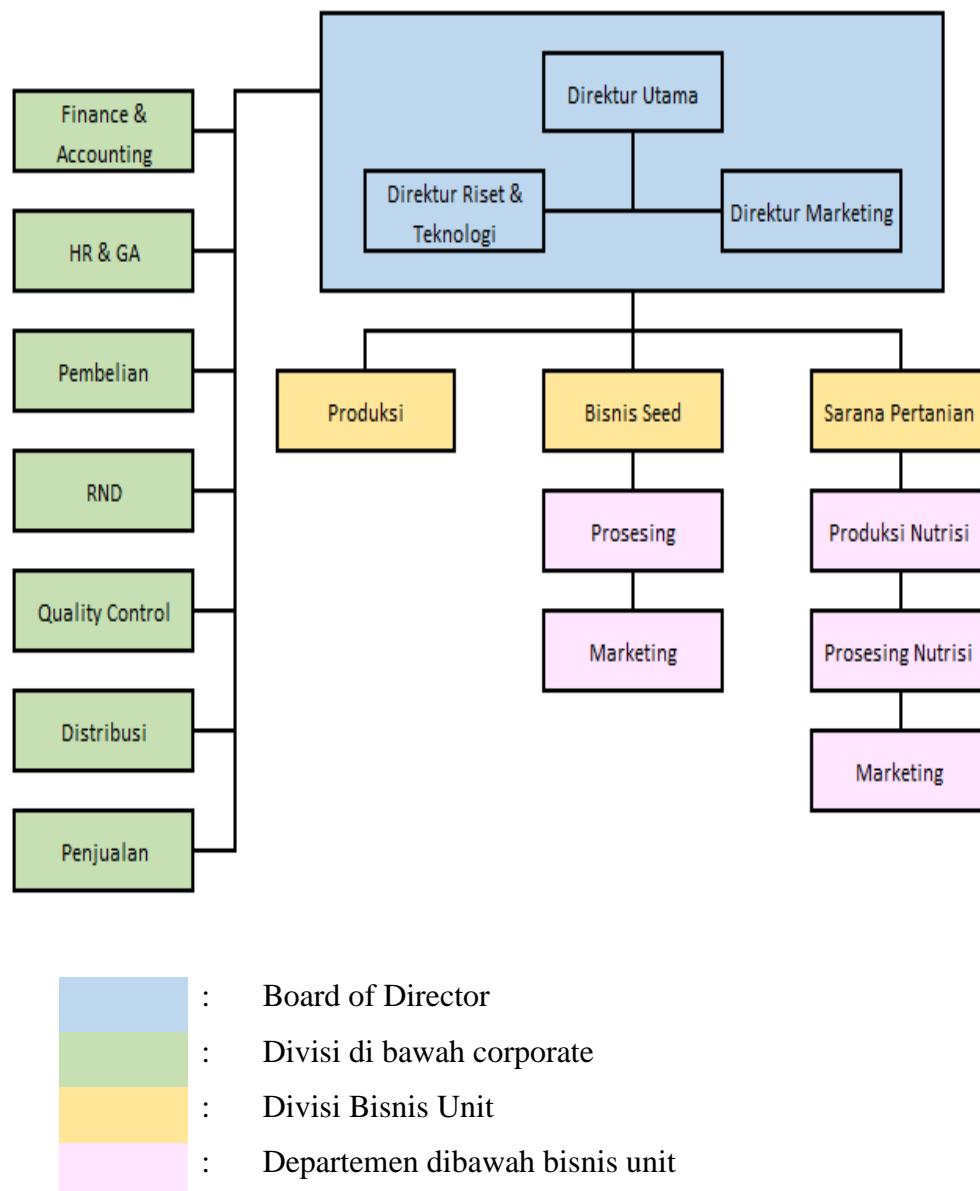 Direktur Utama
Direktur Riset &
Teknologi
Direktur Marketing
Finance &
Accounting
HR & GA
Pembelian
RND
Quality Control
Distribusi
Penjualan
Produksi
Bisnis Seed
Sarana Pertanian
Prosesing
Produksi Nutrisi
Marketing
Prosesing Nutrisi
Marketing
: Board of Director
: Divisi di bawah corporate
: Divisi Bisnis Unit
: Departemen dibawah bisnis unit